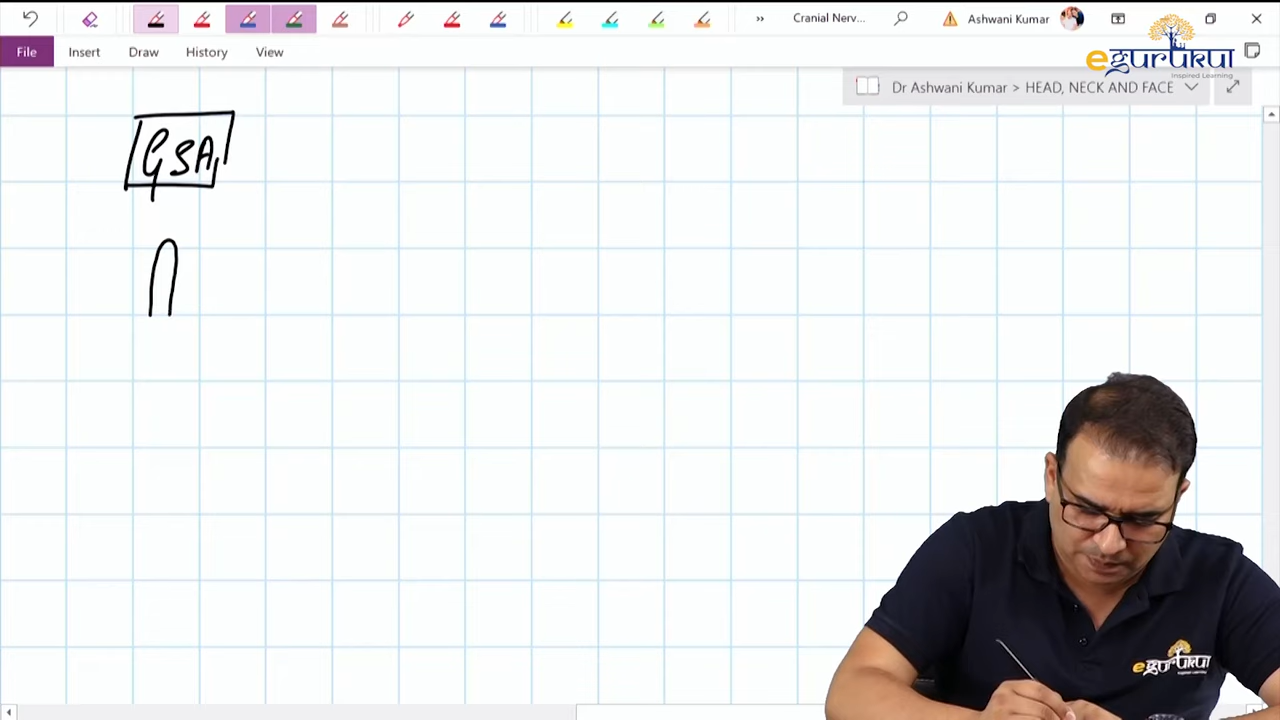 Cranial Nerv...
Ashwani Kumar
File Insert Draw History View
egurukul
Inspired Learning
Dr Ashwani Kumar > HEAD, NECK AND FACE
GSA
egurukul